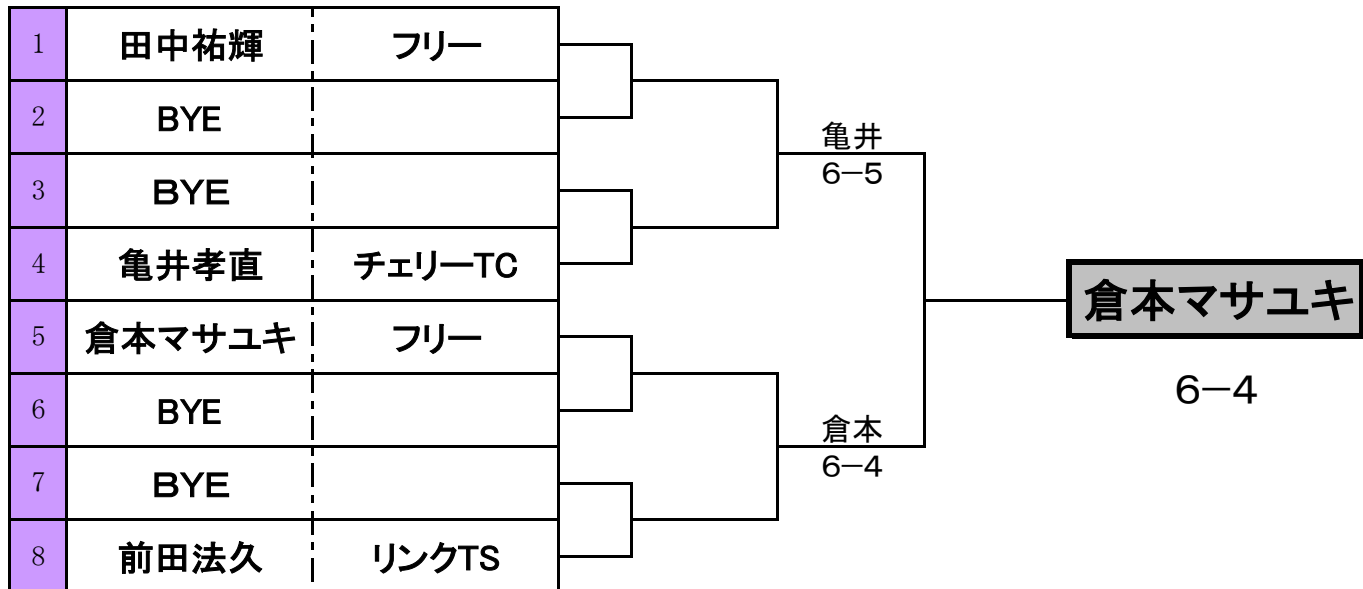 1 田中祐輝 フリー
2 BYE
3 BYE
4 亀井孝直 チェリーTC
5 倉本マサユキ フリー
6 BYE
7 BYE
8 前田法久 リンクTS
亀井
6−5
倉本
6−4
倉本マサユキ
6−4